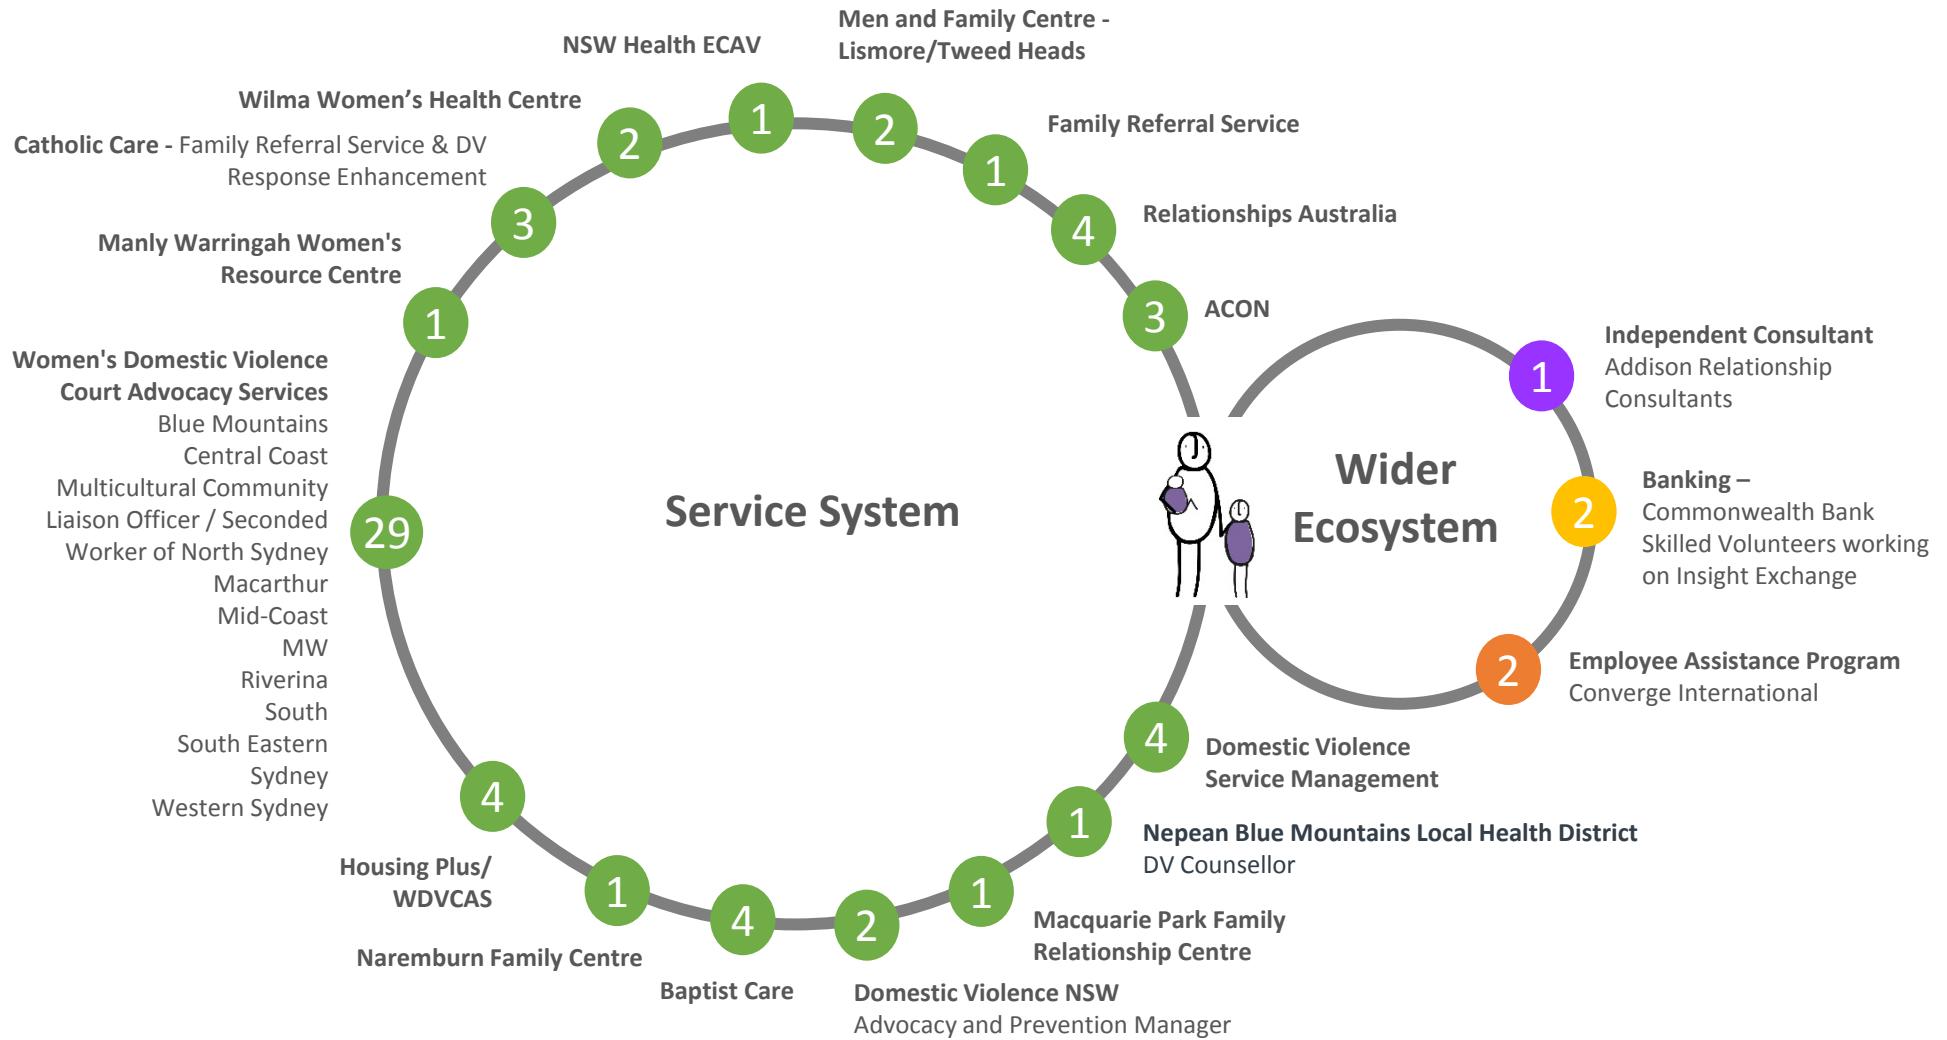 Men and Family Centre -
Lismore/Tweed Heads
2
NSW Health ECAV
1
Wilma Women’s Health Centre
2
Catholic Care - Family Referral Service & DV
Response Enhancement
3
Manly Warringah Women's
Resource Centre
1
Women's Domestic Violence
Court Advocacy Services
Blue Mountains
Central Coast
Multicultural Community
Liaison Officer / Seconded
Worker of North Sydney
Macarthur
Mid-Coast
MW
Riverina
South
South Eastern
Sydney
Western Sydney
29
Housing Plus/
WDVCAS
4
Naremburn Family Centre
1
Baptist Care
4
Domestic Violence NSW
Advocacy and Prevention Manager
2
Macquarie Park Family
Relationship Centre
1
Nepean Blue Mountains Local Health District
DV Counsellor
1
Domestic Violence
Service Management
4
Family Referral Service
1
Relationships Australia
4
ACON
3
Service System
Wider
Ecosystem
1
Independent Consultant
Addison Relationship
Consultants
2
Banking –
Commonwealth Bank
Skilled Volunteers working
on Insight Exchange
2
Employee Assistance Program
Converge International